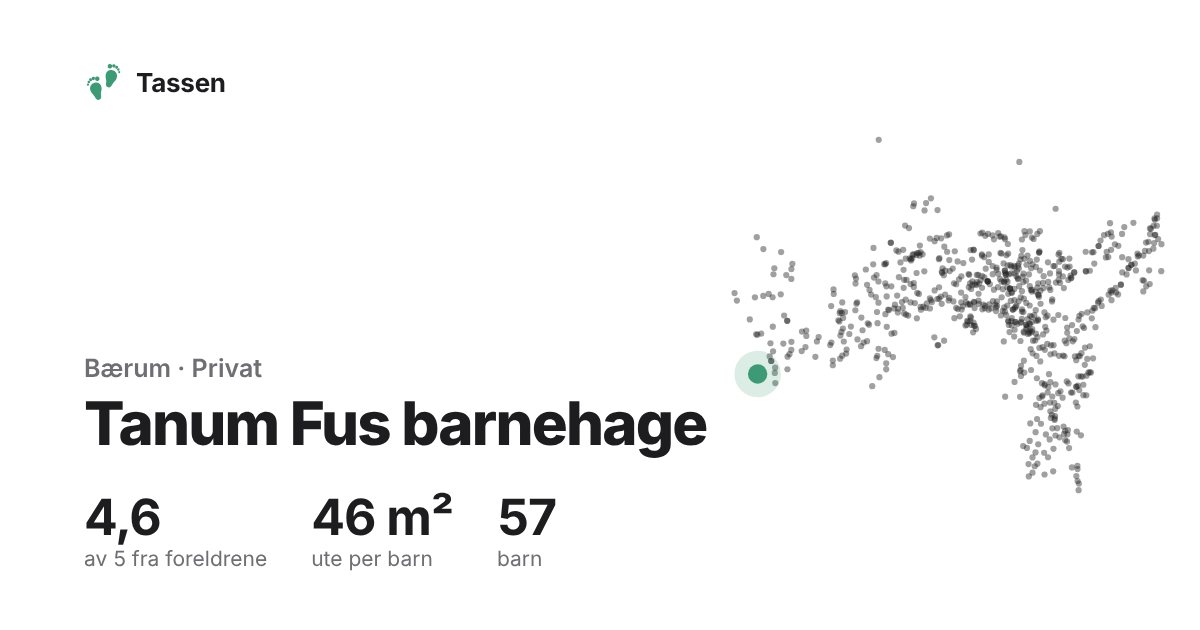 Tassen
Bærum · Privat
Tanum Fus barnehage
4,6
av 5 fra foreldrene
46 m²
ute per barn
57
barn